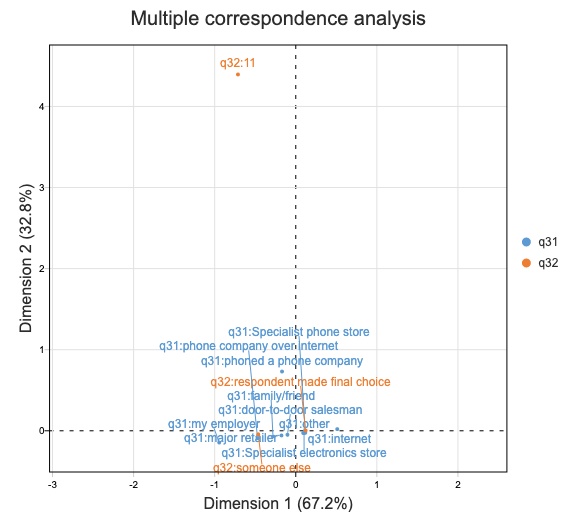 Multiple correspondence analysis
q32:11
4
3
2
1
0
Dimension 2 (32.8%)
q31:Specialist phone store
q31:phone company over internet
q31:phoned a phone company
q32:respondent made final choice
q31:family/friend
q31:door-to-door salesman
q31:my employer
q31:other
q31:major retailer
q31:internet
q31:Specialist electronics store
q32:someone else
-3 -2 -1 0 1 2
Dimension 1 (67.2%)
q31
q32